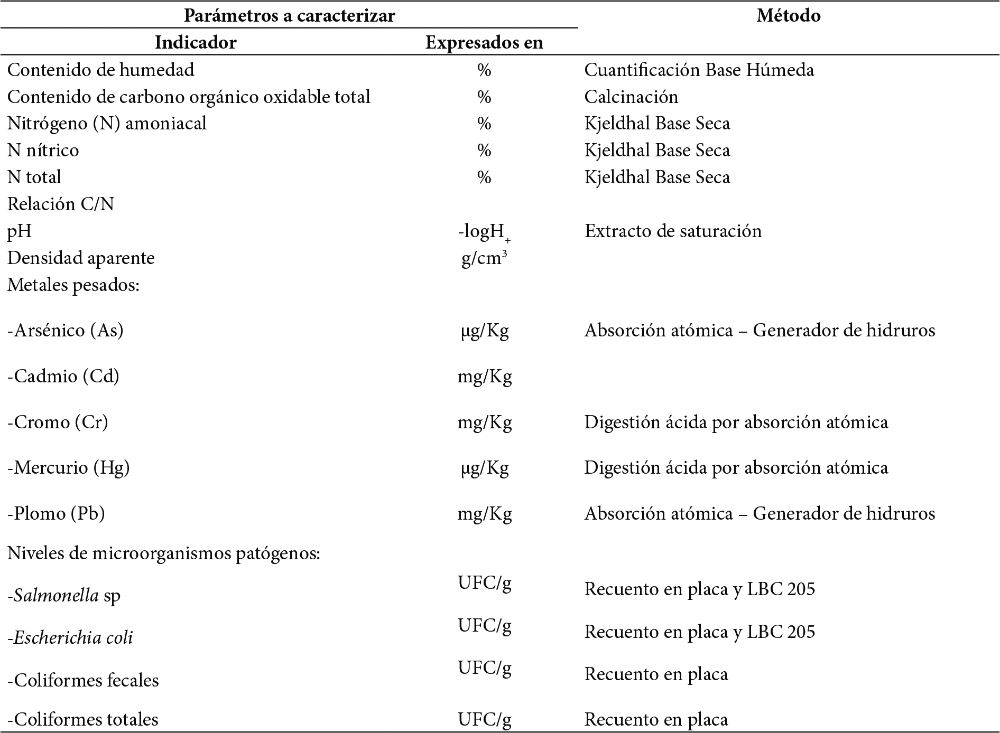 Parámetros a caracterizar Método
Indicador Expresados en
Contenido de humedad % Cuantificación Base Húmeda
Contenido de carbono orgánico oxidable total % Calcinación
Nitrógeno (N) amoniacal % Kjeldhal Base Seca
N nítrico % Kjeldhal Base Seca
N total % Kjeldhal Base Seca
Relación C/N
pH -logH₊ Extracto de saturación
Densidad aparente g/cm³
Metales pesados:
-Arsénico (As) µg/Kg Absorción atómica – Generador de hidruros
-Cadmio (Cd) mg/Kg
-Cromo (Cr) mg/Kg Digestión ácida por absorción atómica
-Mercurio (Hg) µg/Kg Digestión ácida por absorción atómica
-Plomo (Pb) mg/Kg Absorción atómica – Generador de hidruros
Niveles de microorganismos patógenos:
-Salmonella sp UFC/g Recuento en placa y LBC 205
-Escherichia coli UFC/g Recuento en placa y LBC 205
-Coliformes fecales UFC/g Recuento en placa
-Coliformes totales UFC/g Recuento en placa